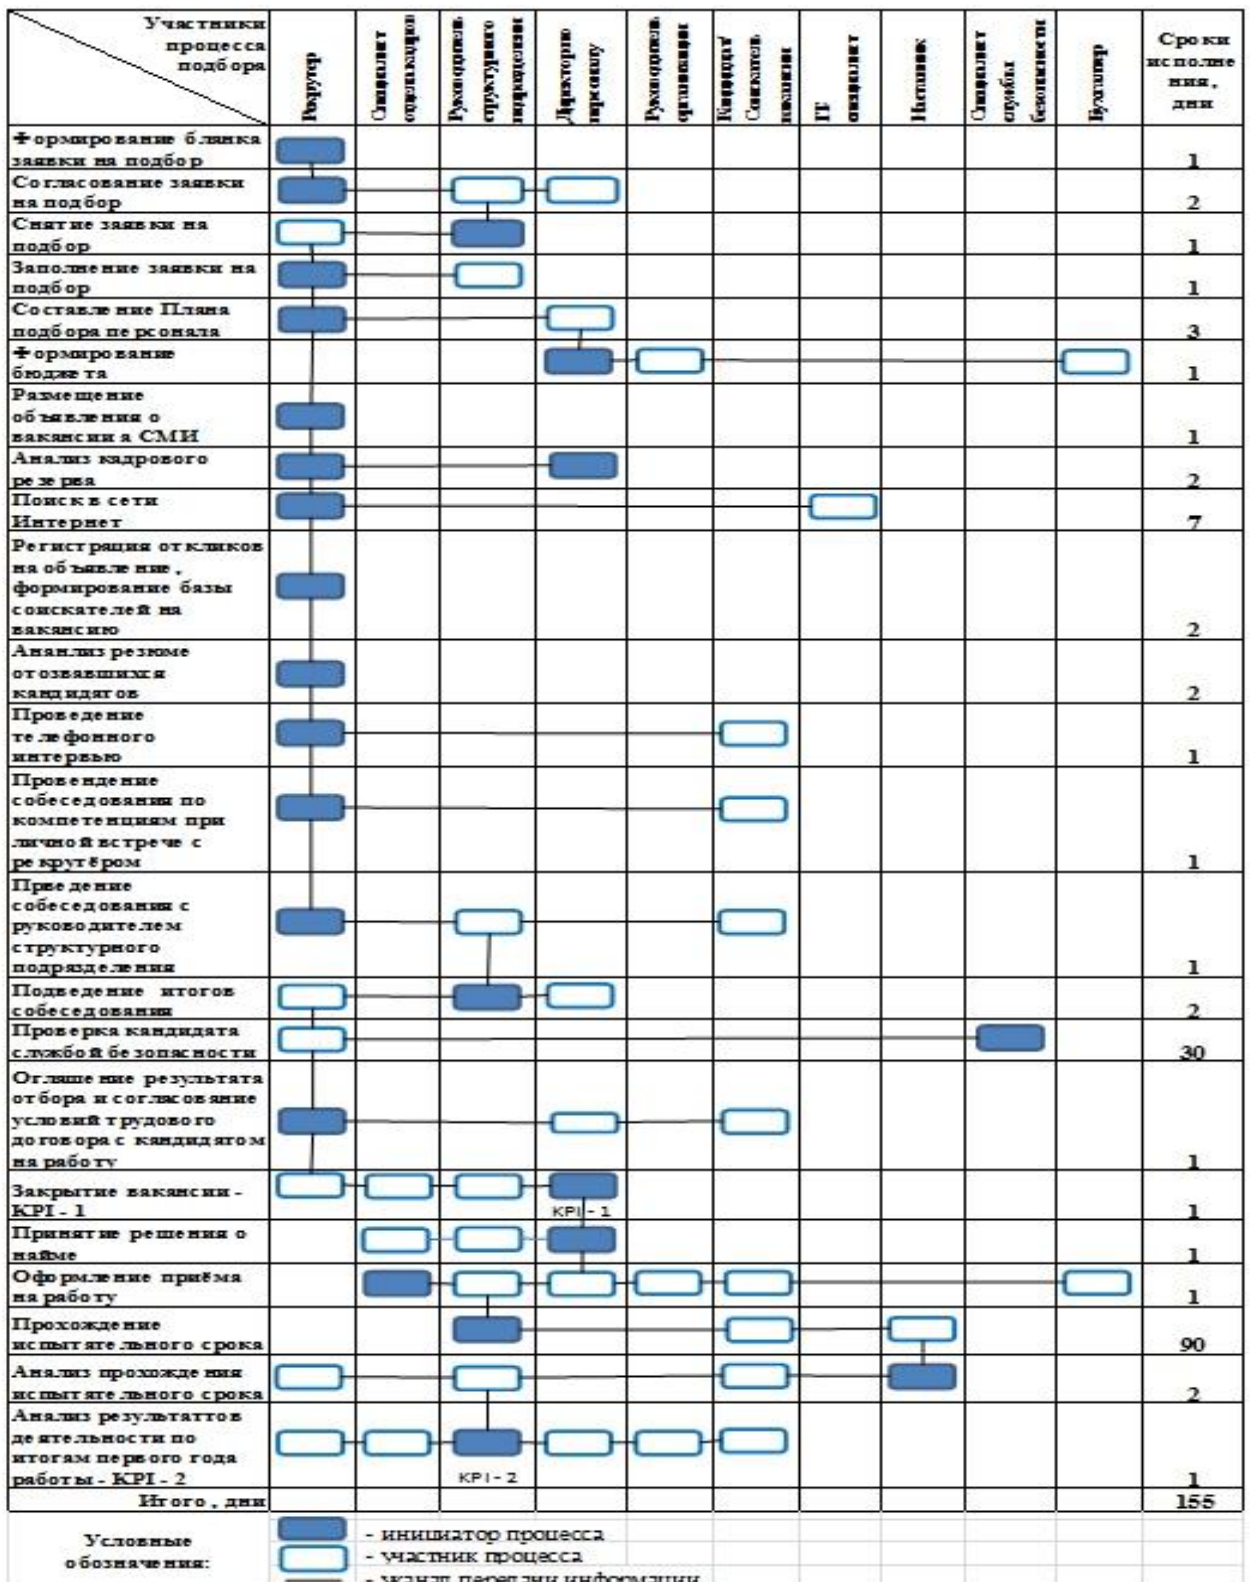 Участники
процесса
подбора
Рекрутер
Специалист
отдела кадров
Руководитель
структурного
подразделения
Директор по
персоналу
Руководитель
организации
Кандидат/
Соискатель
вакансии
IT-
специалист
Наставник
Специалист
службы
безопасности
Бухгалтер
Сроки
исполне
ния,
дни
Формирование бланка
заявки на подбор
1
Согласование заявки
на подбор
2
Снятие заявки на
подбор
1
Заполнение заявки на
подбор
1
Составление Плана
подбора персонала
3
Формирование
бюджета
1
Размещение
объявления о
вакансии а СМИ
1
Анализ кадрового
резерва
2
Поиск в сети
Интернет
7
Регистрация откликов
на объявление,
формирование базы
соискателей на
вакансию
2
Ананлиз резюме
отозвавшихся
кандидатов
2
Проведение
телефонного
интервью
1
Провендение
собеседования по
компетенциям при
личной встрече с
рекрутёром
1
Прведение
собеседования с
руководителем
структурного
подразделения
1
Подведение итогов
собеседования
2
Проверка кандидата
службой безопасности
30
Оглашение результата
отбора и согласование
условий трудового
договора с кандидатом
на работу
1
Закрытие вакансии -
KPI - 1
KPI - 1
1
Принятие решения о
найме
1
Оформление приёма
на работу
1
Прохождение
испытательного срока
90
Анализ прохождения
испытательного срока
2
Анализ результаттов
деятельности по
итогам первого года
работы - KPI - 2
KPI - 2
1
Итого, дни
155
Условные
обозначения:
- инициатор процесса
- участник процесса
передачи информации